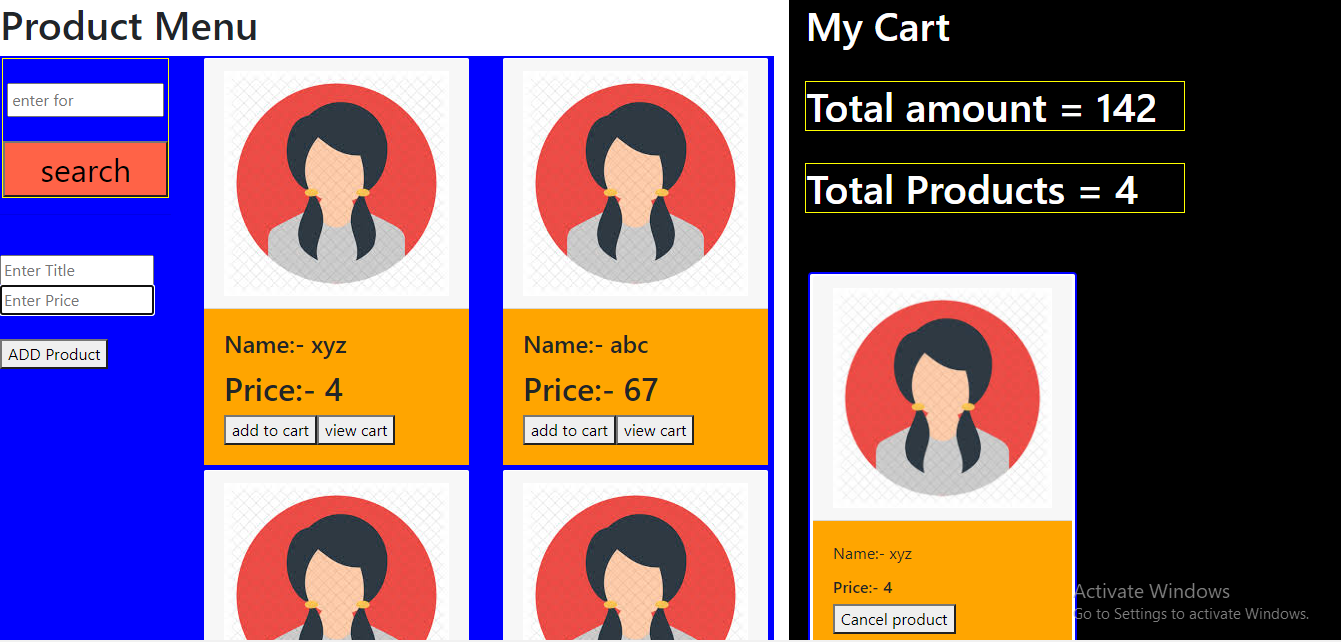 Product Menu
enter for
search
Enter Title
Enter Price
ADD Product
Name:- xyz
Price:- 4
add to cart view cart
Name:- abc
Price:- 67
add to cart view cart
My Cart
Total amount = 142
Total Products = 4
Name:- xyz
Price:- 4
Cancel product
Activate Windows
Go to Settings to activate Windows.